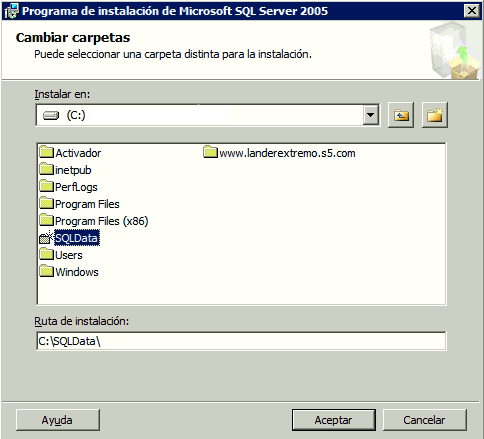 Programa de instalación de Microsoft SQL Server 2005
Cambiar carpetas
Puede seleccionar una carpeta distinta para la instalación.
Instalar en:
(C:)
Activador
www.landerextremo.s5.com
inetpub
PerfLogs
Program Files
Program Files (x86)
SQLData
Users
Windows
Ruta de instalación:
C:\SQLData\
Ayuda
Aceptar
Cancelar